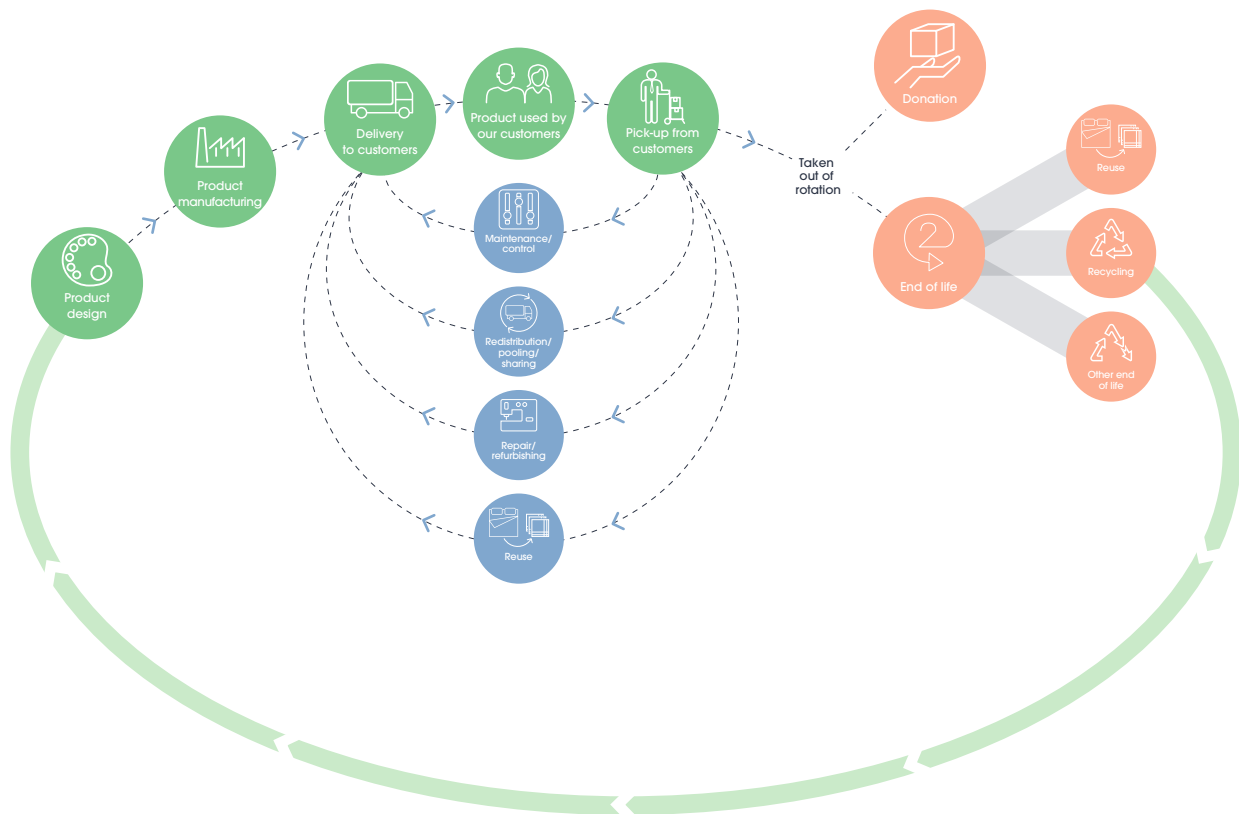 Product
design
Product
manufacturing
Delivery
to customers
Product used by
our customers
Pick-up from
customers
Maintenance/
control
Redistribution/
pooling/
sharing
Repair/
refurbishing
Reuse
Taken
out of
rotation
Donation
2
End of life
Reuse
Recycling
Other end
of life